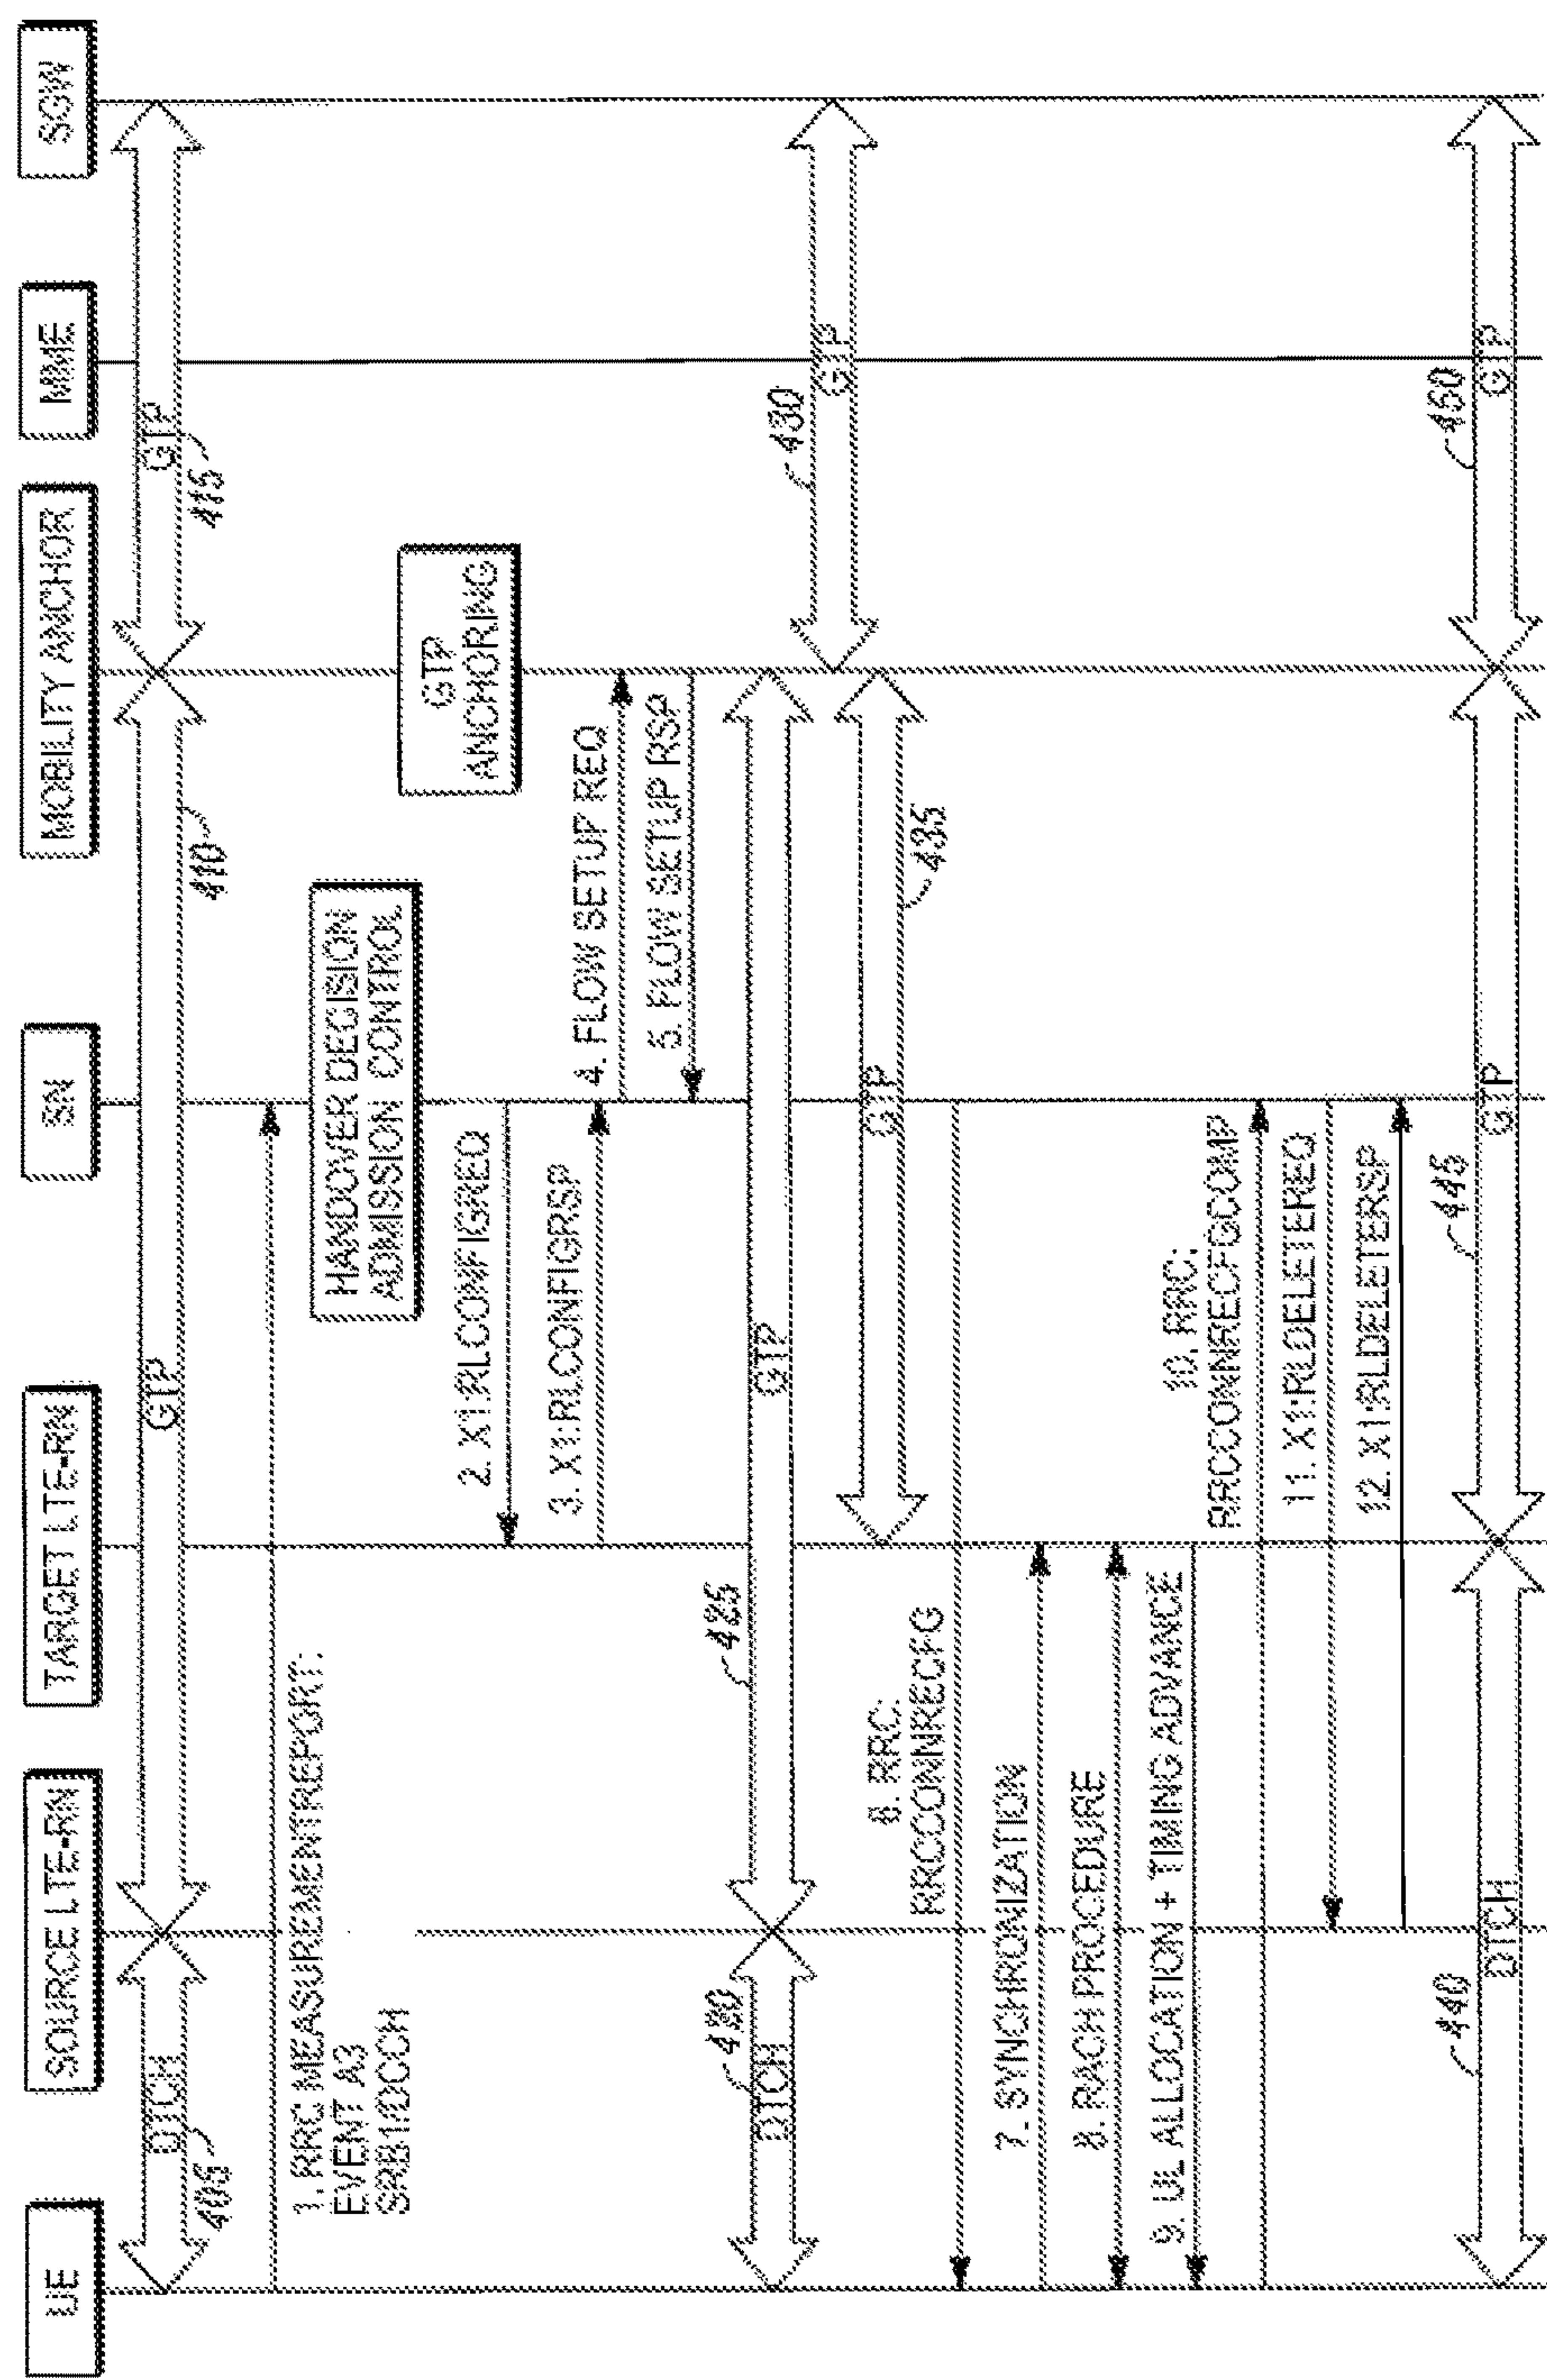 UE
SOURCE LTE-RN
TARGET LTE-RN
SN
MOBILITY ANCHOR
MME
SGW
DTCH
405
GTP
410
GTP
415
1. RRC MEASUREMENTREPORT:
EVENT A3
SRB1/DCCH
HANDOVER DECISION
ADMISSION CONTROL
GTP
ANCHORING
2. X1:RLCONFIGREQ
3. X1:RLCONFIGRSP
4. FLOW SETUP REQ
5. FLOW SETUP RSP
DTCH
420
GTP
425
GTP
430
GTP
435
6. RRC:
RRCCONNRECFG
7. SYNCHRONIZATION
8. RACH PROCEDURE
9. UL ALLOCATION + TIMING ADVANCE
10. RRC:
RRCCONNRECFGCOMP
11. X1:RLDELETEREQ
12. X1:RLDELETERSP
DTCH
440
GTP
445
GTP
450